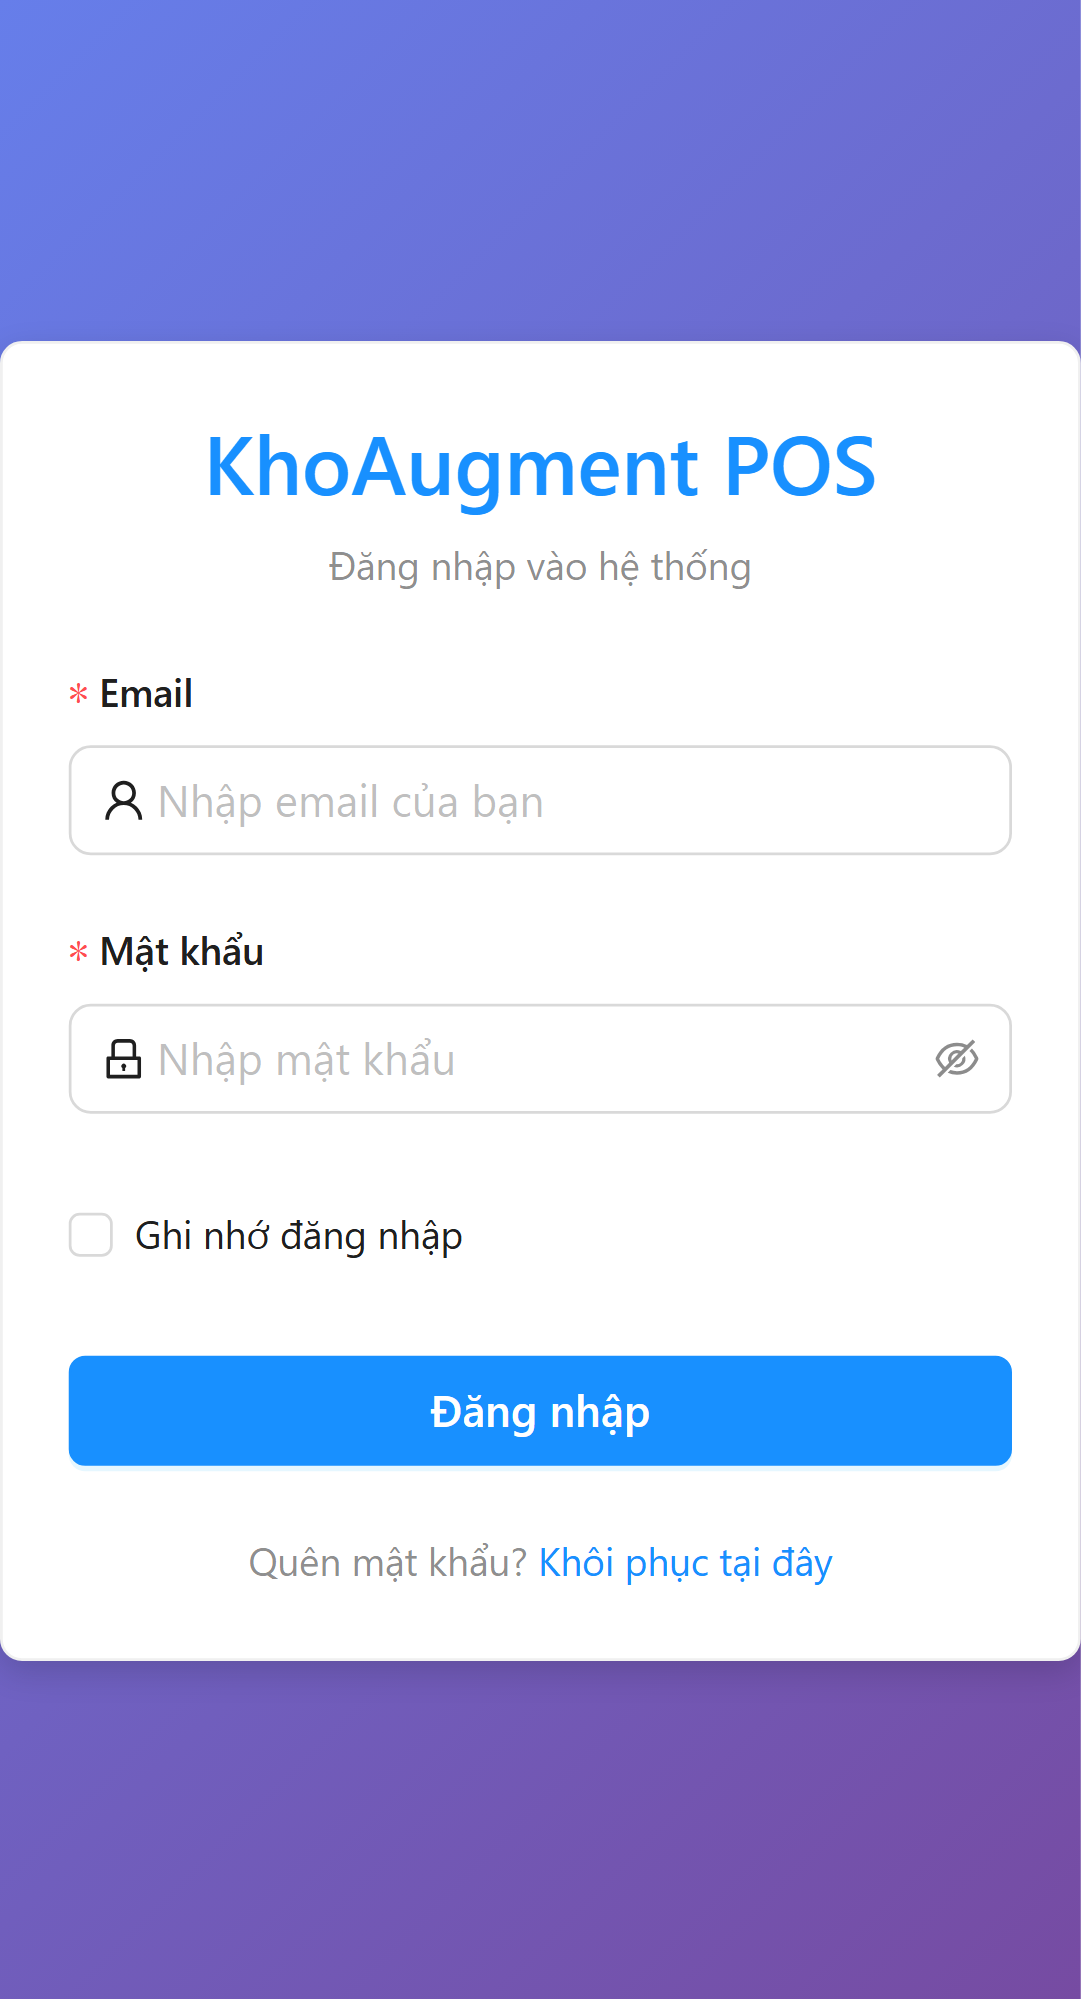 KhoAugment POS
Đăng nhập vào hệ thống
* Email
Nhập email của bạn
* Mật khẩu
Nhập mật khẩu
Ghi nhớ đăng nhập
Đăng nhập
Quên mật khẩu? Khôi phục tại đây